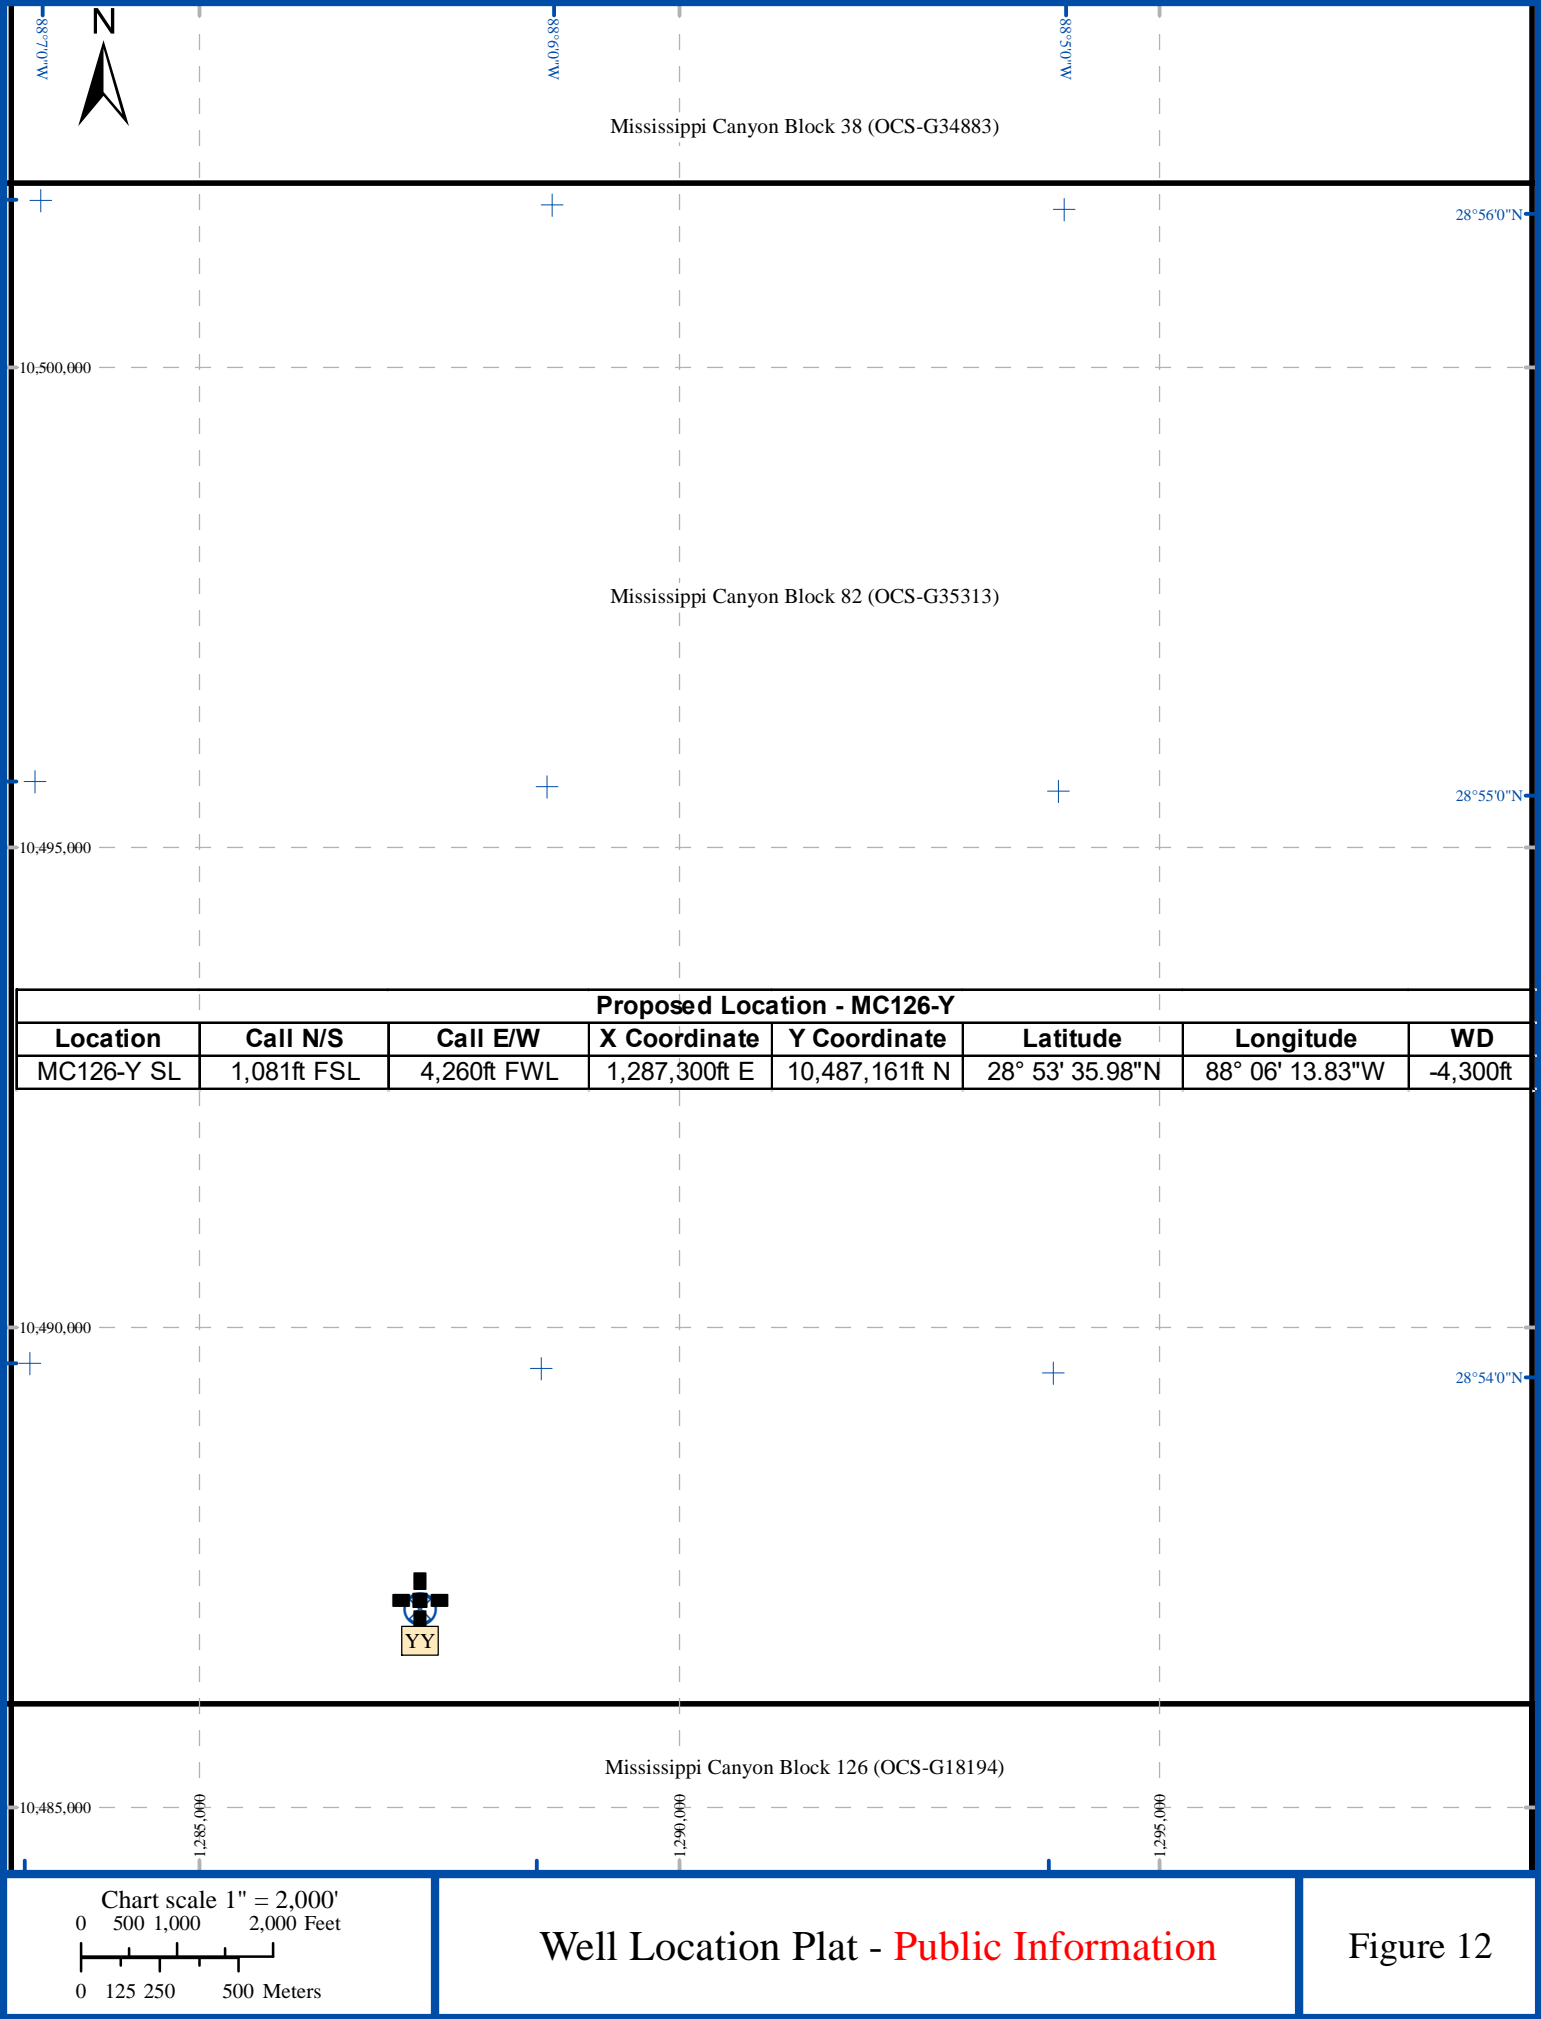 88°7'0"W
88°6'0"W
88°5'0"W
N
Mississippi Canyon Block 38 (OCS-G34883)
28°56'0"N
10,500,000
Mississippi Canyon Block 82 (OCS-G35313)
28°55'0"N
10,495,000
Proposed Location - MC126-Y
Location Call N/S Call E/W X Coordinate Y Coordinate Latitude Longitude WD
MC126-Y SL 1,081ft FSL 4,260ft FWL 1,287,300ft E 10,487,161ft N 28° 53' 35.98"N 88° 06' 13.83"W -4,300ft
10,490,000
28°54'0"N
YY
Mississippi Canyon Block 126 (OCS-G18194)
10,485,000
1,285,000
1,290,000
1,295,000
Chart scale 1" = 2,000'
0 500 1,000 2,000 Feet
0 125 250 500 Meters
Well Location Plat - Public Information
Figure 12